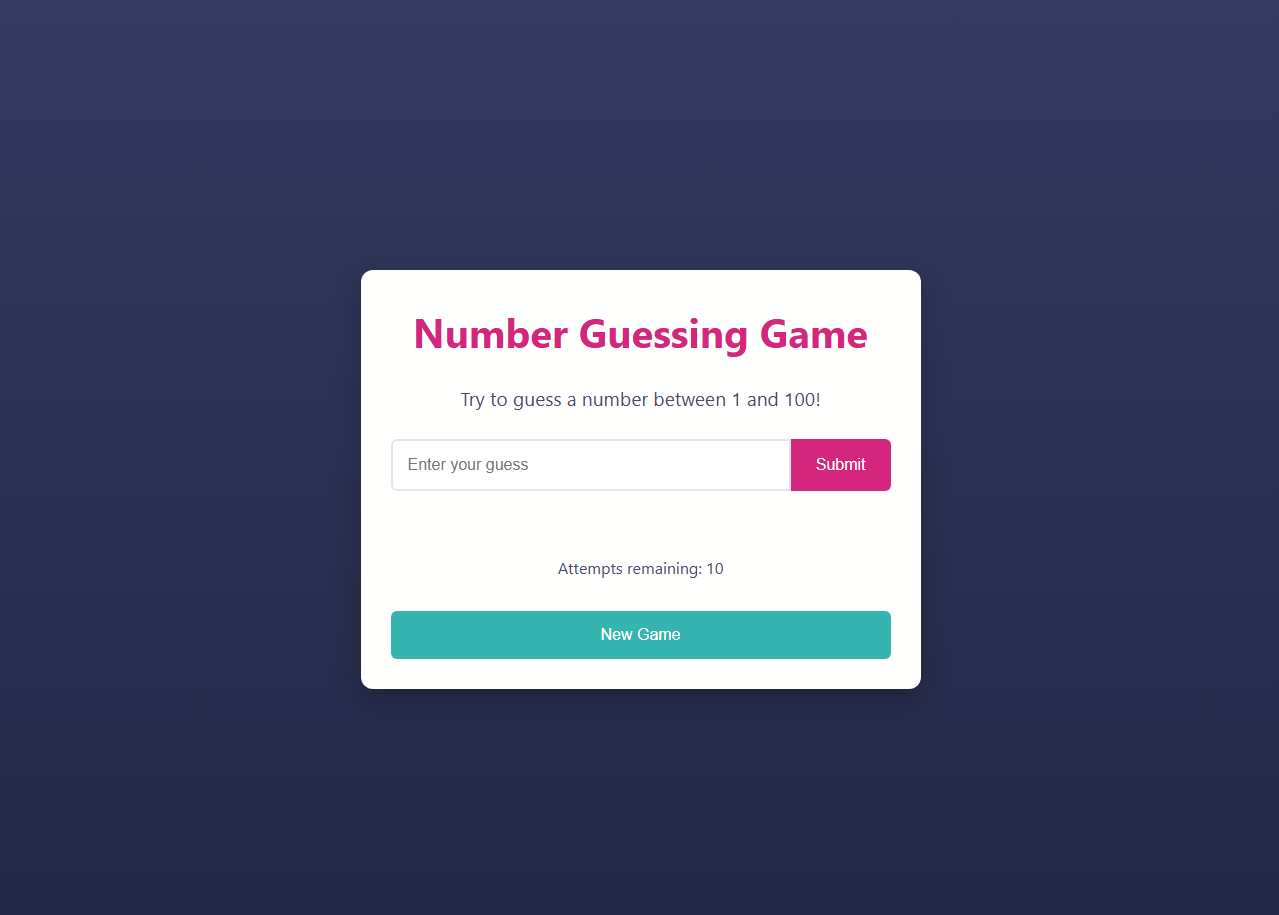 Number Guessing Game
Try to guess a number between 1 and 100!
Enter your guess
Submit
Attempts remaining: 10
New Game